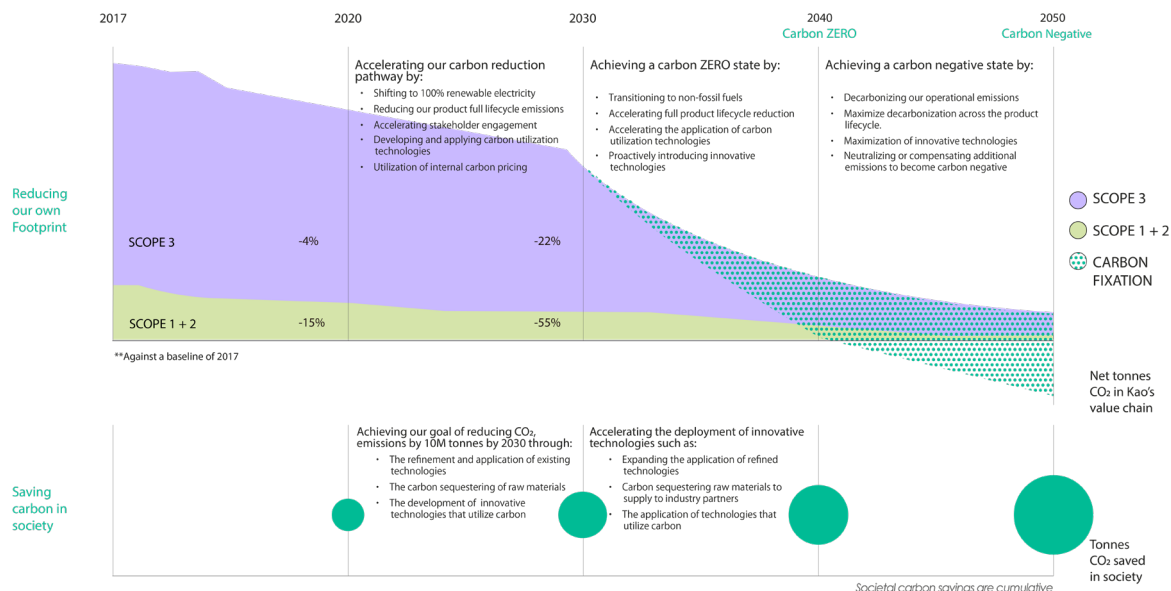 2017
2020
2030
2040
2050
Carbon ZERO
Carbon Negative
Accelerating our carbon reduction
pathway by:
• Shifting to 100% renewable electricity
• Reducing our product full lifecycle emissions
• Accelerating stakeholder engagement
• Developing and applying carbon utilization
technologies
• Utilization of internal carbon pricing
Achieving a carbon ZERO state by:
• Transitioning to non-fossil fuels
• Accelerating full product lifecycle reduction
• Accelerating the application of carbon
utilization technologies
• Proactively introducing innovative
technologies
Achieving a carbon negative state by:
• Decarbonizing our operational emissions
• Maximize decarbonization across the product
lifecycle.
• Maximization of innovative technologies
• Neutralizing or compensating additional
emissions to become carbon negative
Reducing
our own
Footprint
SCOPE 3
-4%
-22%
SCOPE 1 + 2
-15%
-55%
SCOPE 3
SCOPE 1 + 2
CARBON
FIXATION
**Against a baseline of 2017
Net tonnes
CO₂ in Kao's
value chain
Achieving our goal of reducing CO₂,
emissions by 10M tonnes by 2030 through:
• The refinement and application of existing
technologies
• The carbon sequestering of raw materials
• The development of innovative
technologies that utilize carbon
Accelerating the deployment of innovative
technologies such as:
• Expanding the application of refined
technologies
• Carbon sequestering raw materials to
supply to industry partners
• The application of technologies that
utilize carbon
Saving
carbon in
society
Tonnes
CO₂ saved
in society
Societal carbon savings are cumulative